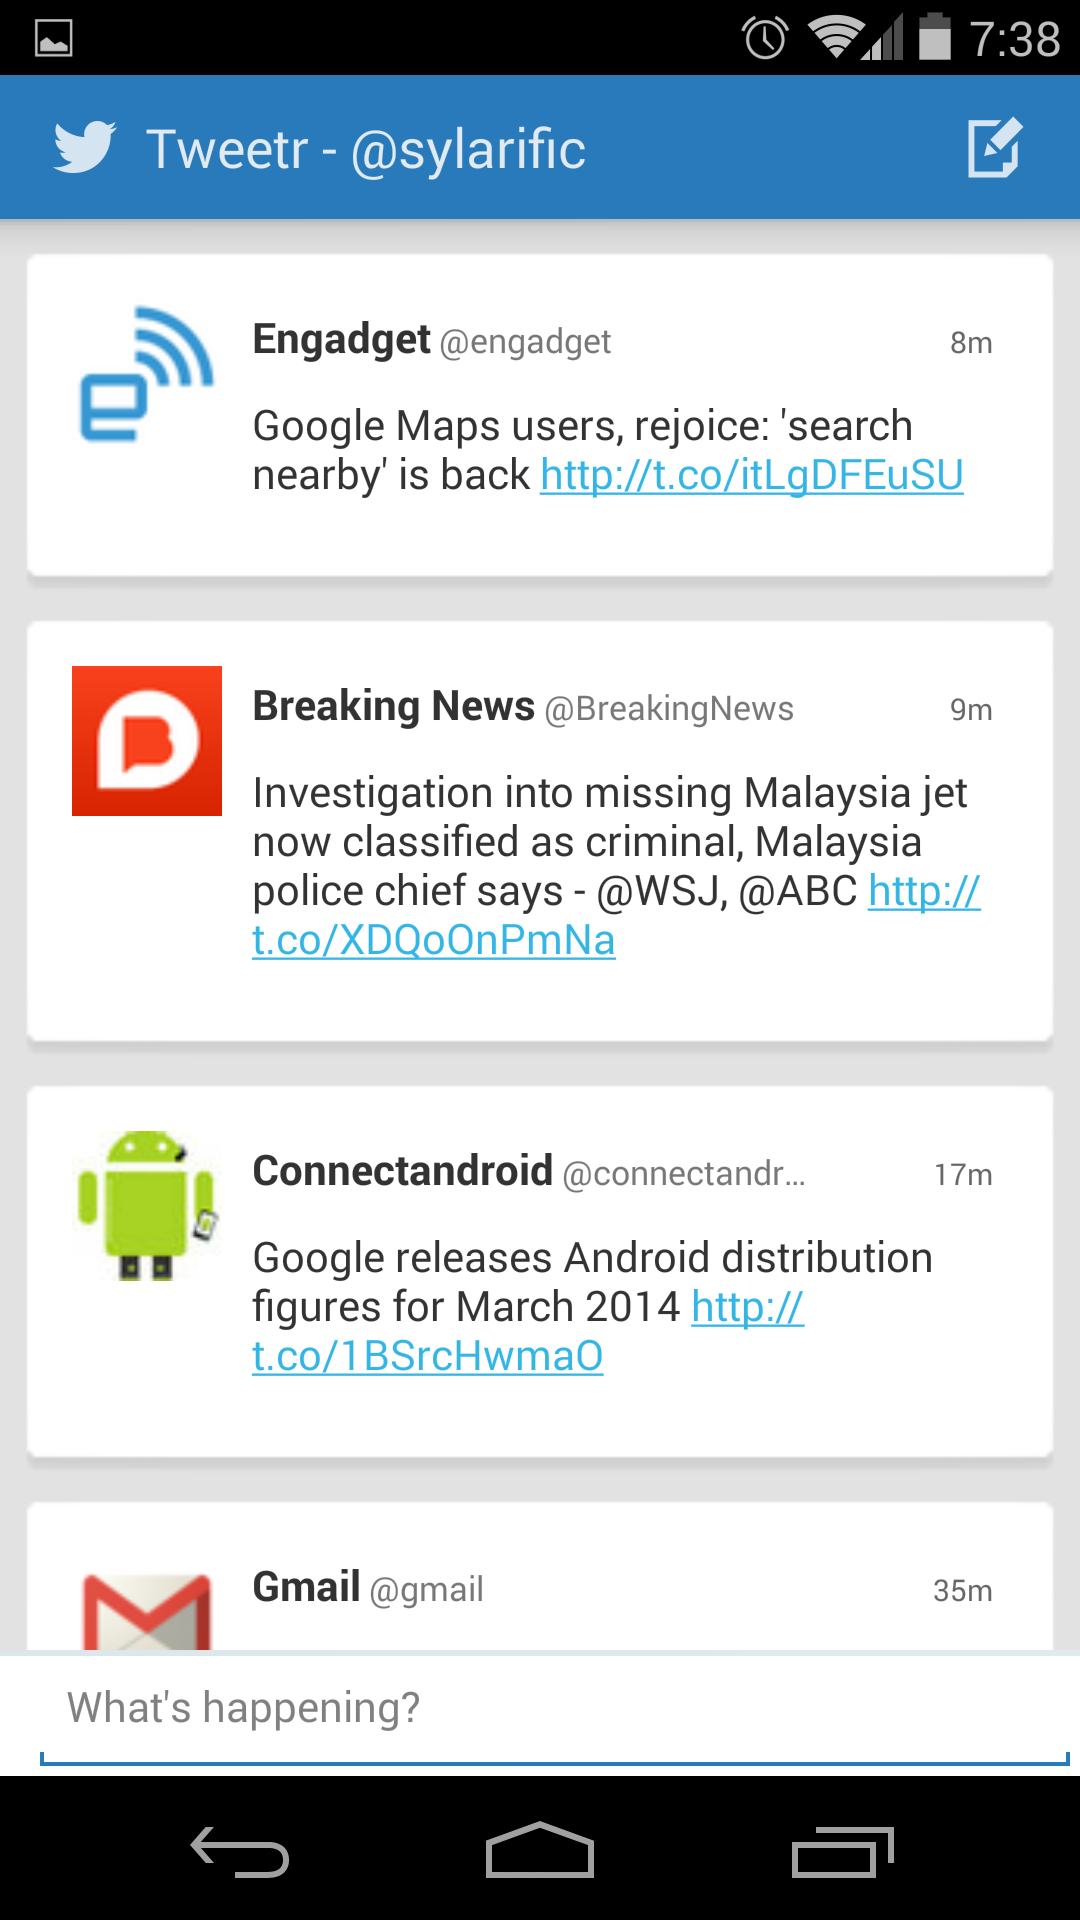 7:38
Tweetr - @sylarific
Engadget @engadget 8m
Google Maps users, rejoice: 'search
nearby' is back http://t.co/itLgDFEuSU
Breaking News @BreakingNews 9m
Investigation into missing Malaysia jet
now classified as criminal, Malaysia
police chief says - @WSJ, @ABC http://
t.co/XDQoOnPmNa
Connectandroid @connectandr... 17m
Google releases Android distribution
figures for March 2014 http://
t.co/1BSrcHwmaO
Gmail @gmail 35m
What's happening?